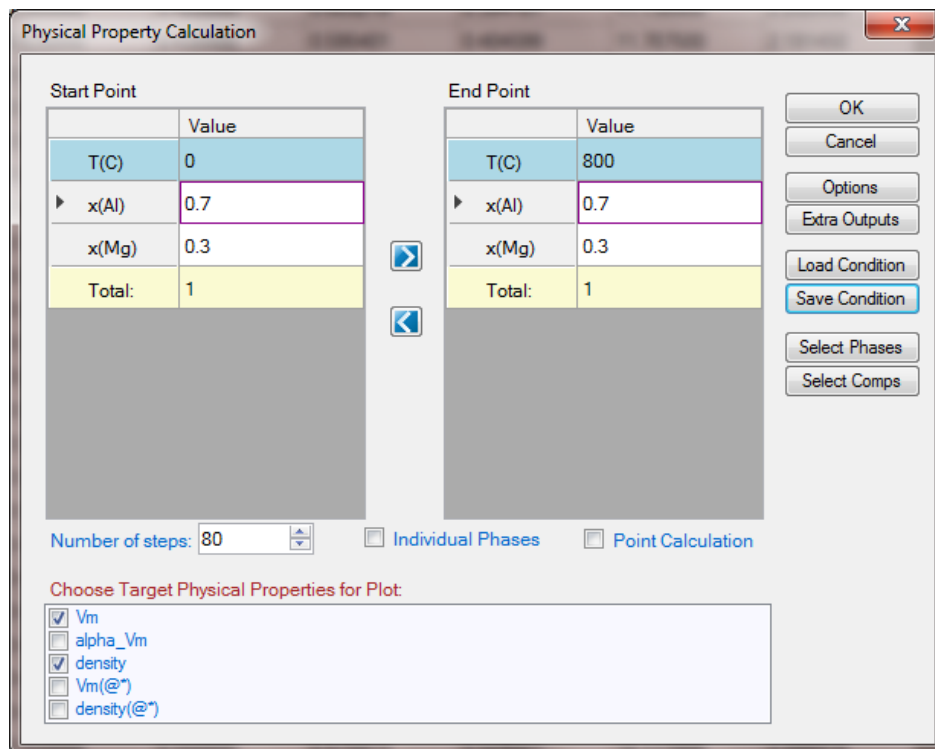 Physical Property Calculation
Start Point
Value
T(C) 0
x(Al) 0.7
x(Mg) 0.3
Total: 1
End Point
Value
T(C) 800
x(Al) 0.7
x(Mg) 0.3
Total: 1
OK
Cancel
Options
Extra Outputs
Load Condition
Save Condition
Select Phases
Select Comps
Number of steps: 80
Individual Phases
Point Calculation
Choose Target Physical Properties for Plot:
Vm
alpha_Vm
density
Vm(@*)
density(@*)